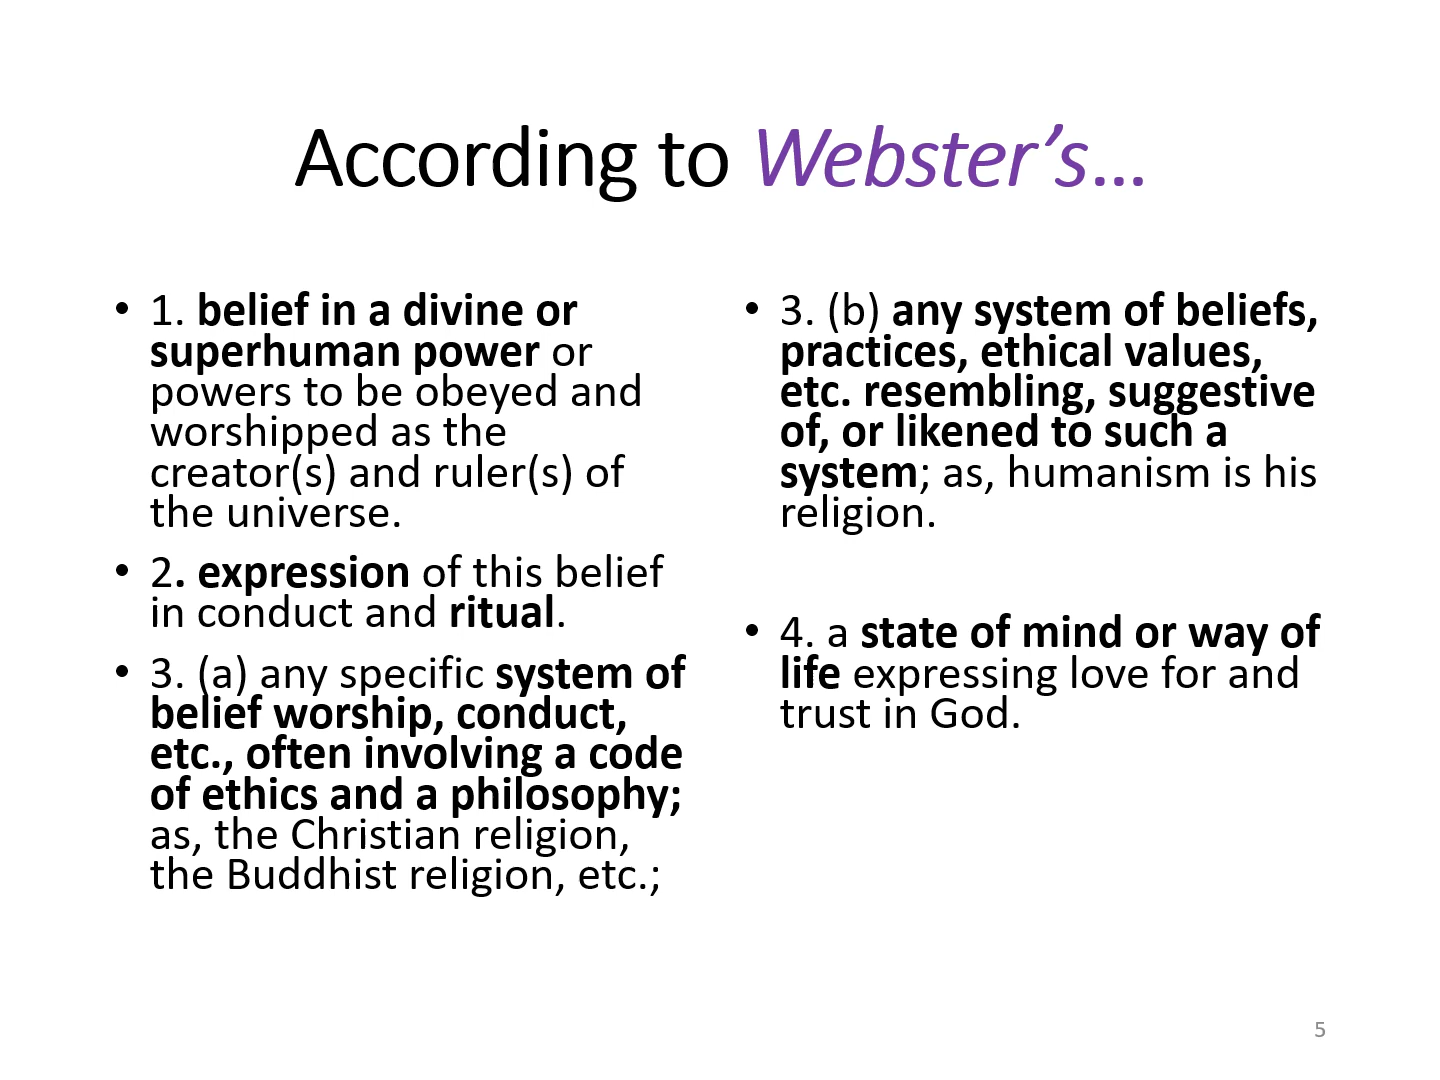 According to Webster’s…
• 1. belief in a divine or
superhuman power or
powers to be obeyed and
worshipped as the
creator(s) and ruler(s) of
the universe.
• 2. expression of this belief
in conduct and ritual.
• 3. (a) any specific system of
belief worship, conduct,
etc., often involving a code
of ethics and a philosophy;
as, the Christian religion,
the Buddhist religion, etc.;
• 3. (b) any system of beliefs,
practices, ethical values,
etc. resembling, suggestive
of, or likened to such a
system; as, humanism is his
religion.
• 4. a state of mind or way of
life expressing love for and
trust in God.
5